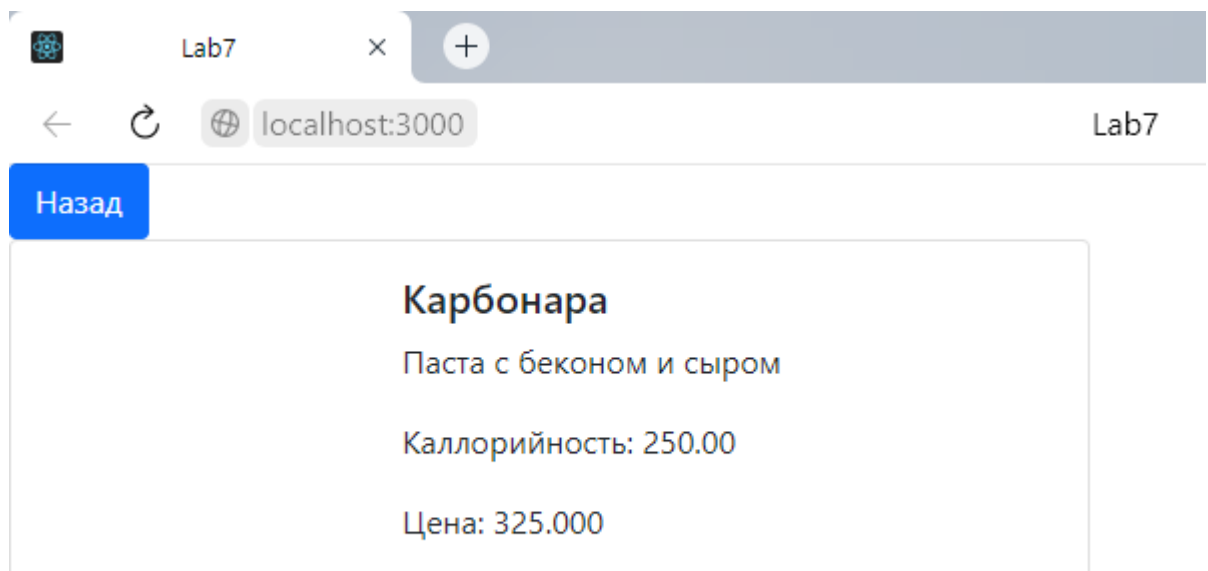 Lab7
localhost:3000 Lab7
Назад
Карбонара
Паста с беконом и сыром
Каллорийность: 250.00
Цена: 325.000